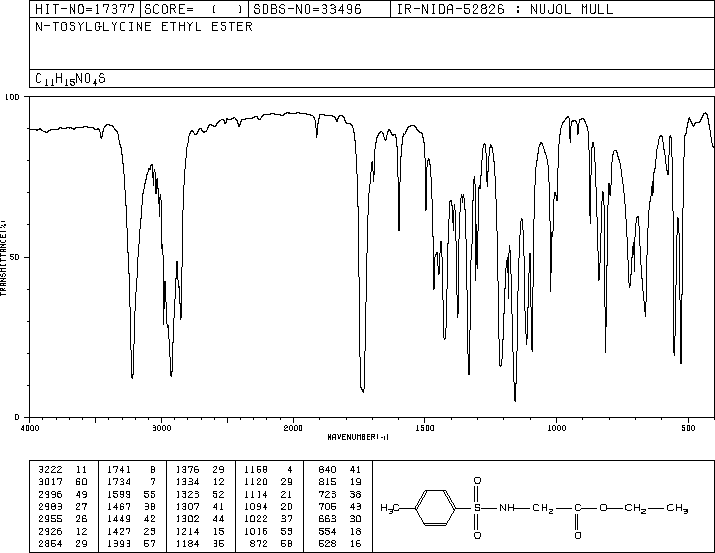 HIT-NO=17377 SCORE= ( ) SDBS-NO=33496 IR-NIDA-52826 : NUJOL MULL
N-TOSYLGLYCINE ETHYL ESTER
C11H15NO4S
100
50
0
TRANSMITTANCE(%)
4000 3000 2000 1500 1000 500
WAVENUMBER(-1)
3222 11 1741 8 1376 29 1158 4 840 41
3017 60 1734 7 1334 12 1120 29 815 19
2996 49 1599 55 1323 52 1114 21 723 38
2983 27 1467 38 1307 41 1094 20 706 43
2955 26 1449 42 1302 44 1022 37 663 30
2926 12 1427 23 1214 15 1016 59 554 18
2854 29 1393 57 1184 36 872 58 528 16
O
H3C S NH CH2 C O CH2 CH3
O O